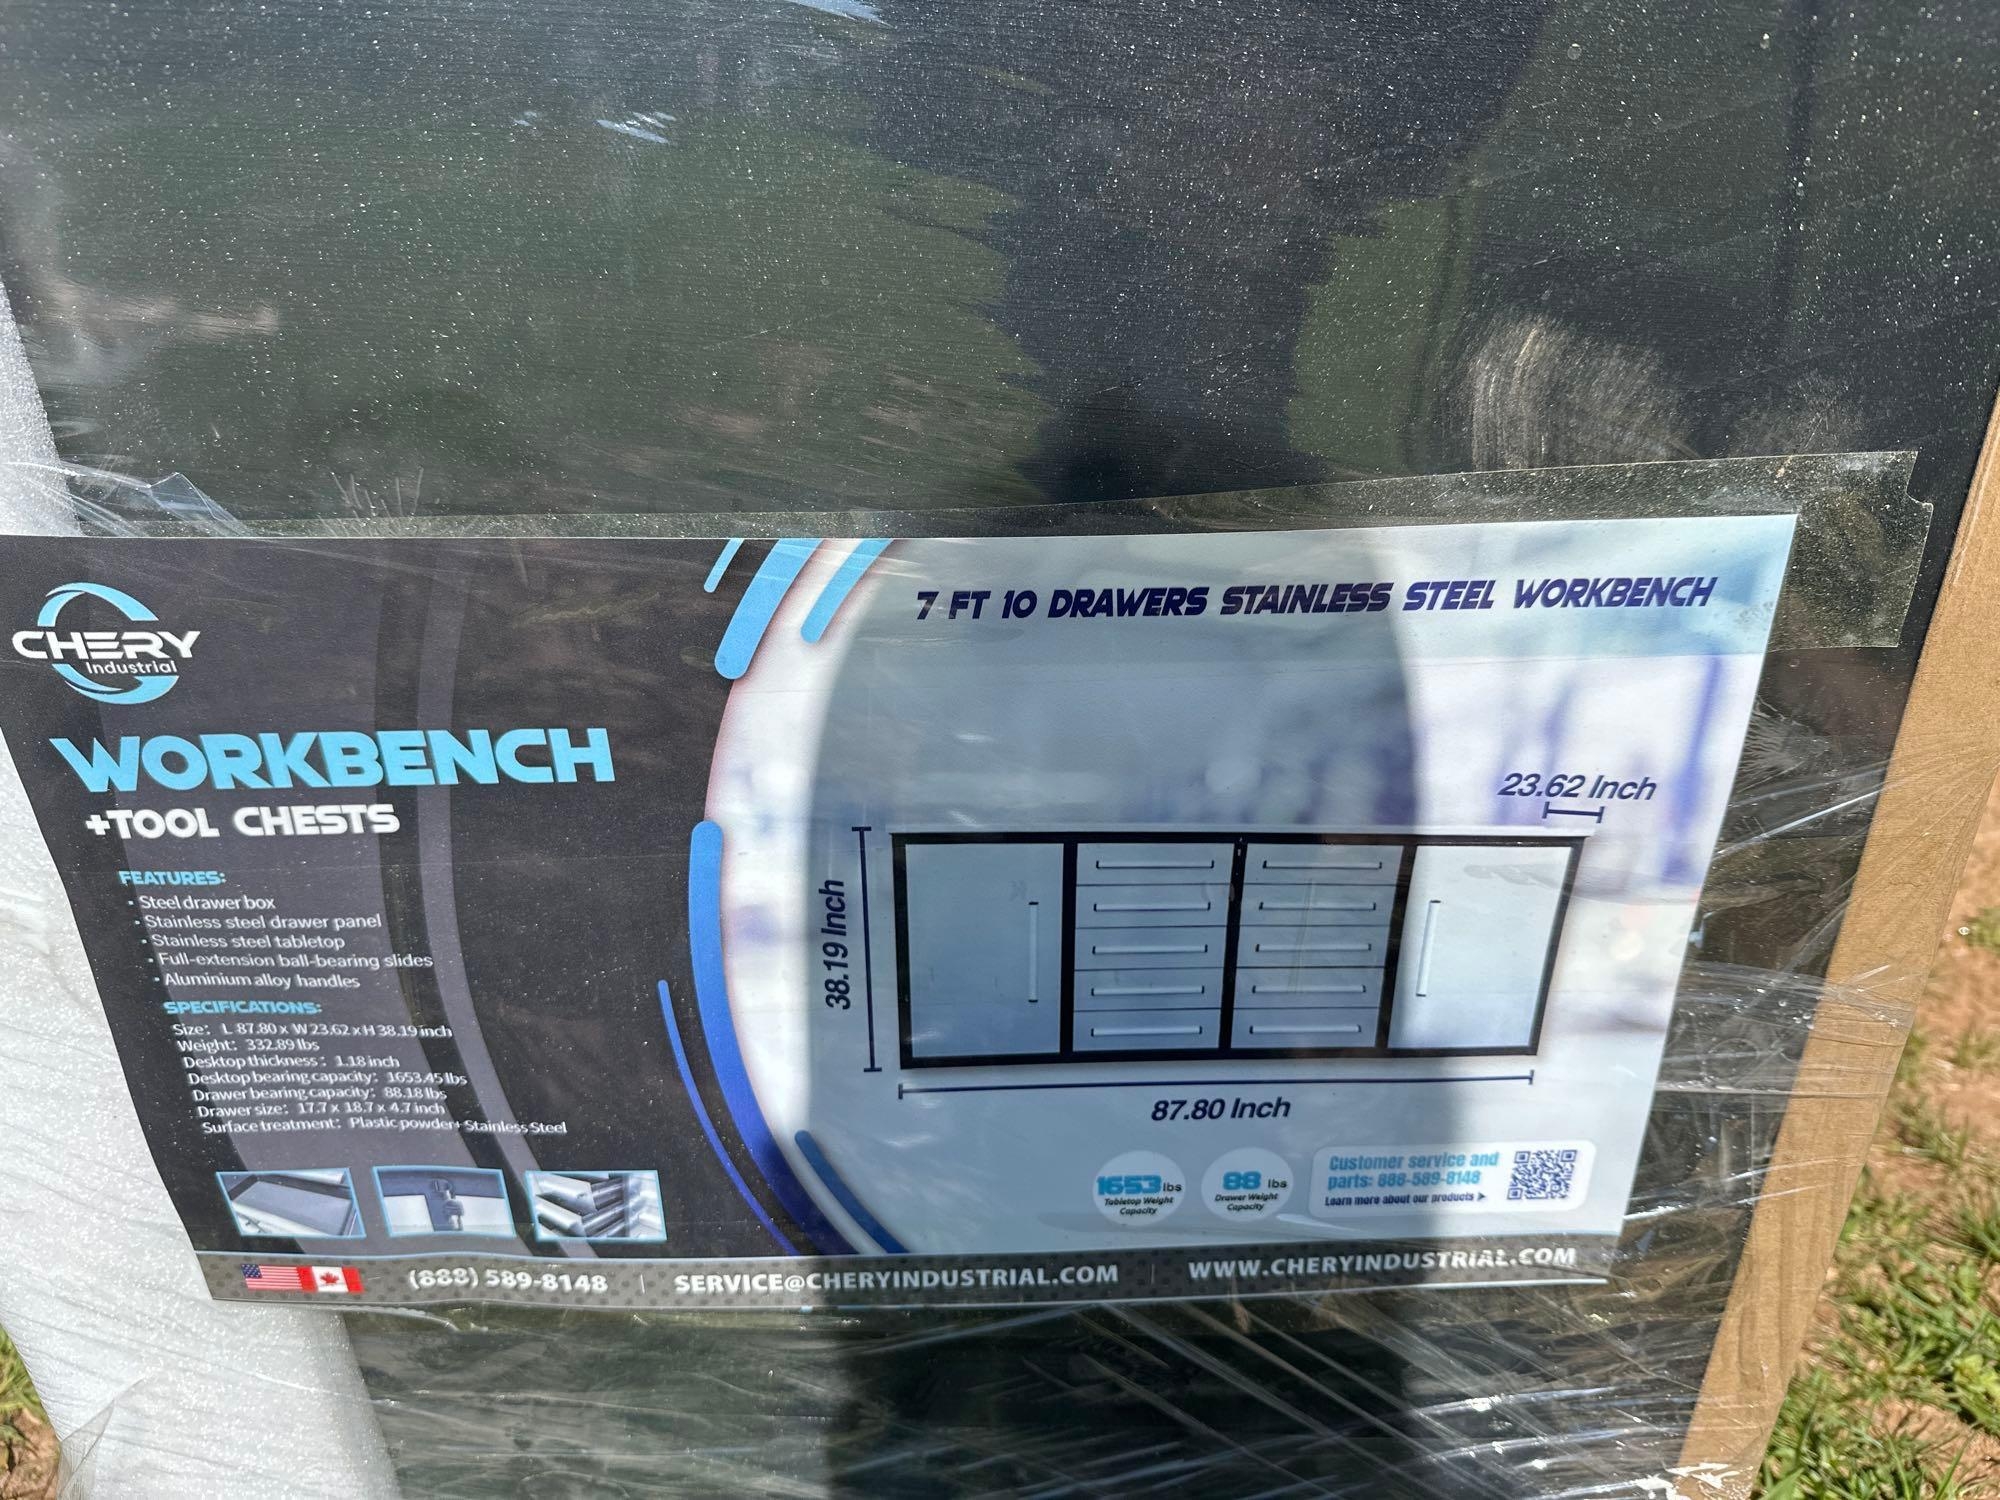 CHERY
Industrial
WORKBENCH
+TOOL CHESTS
FEATURES:
· Steel drawer box
· Stainless steel drawer panel
· Stainless steel tabletop
· Full-extension ball-bearing slides
· Aluminium alloy handles
SPECIFICATIONS:
Size: L 87.80 x W 23.62 x H 38.19 inch
Weight: 332.89 lbs
Desktop thickness: 1.18 inch
Desktop bearing capacity: 1653.45 lbs
Drawer bearing capacity: 88.18 lbs
Drawer size: 17.7 x 18.7 x 4.7 inch
Surface treatment: Plastic powder+Stainless Steel
7 FT 10 DRAWERS STAINLESS STEEL WORKBENCH
23.62 Inch
38.19 Inch
87.80 Inch
1653 lbs
Tabletop Weight
Capacity
88 lbs
Drawer Weight
Capacity
Customer service and
parts: 888-589-8148
Learn more about our products
(888) 589-8148 | SERVICE@CHERYINDUSTRIAL.COM | WWW.CHERYINDUSTRIAL.COM